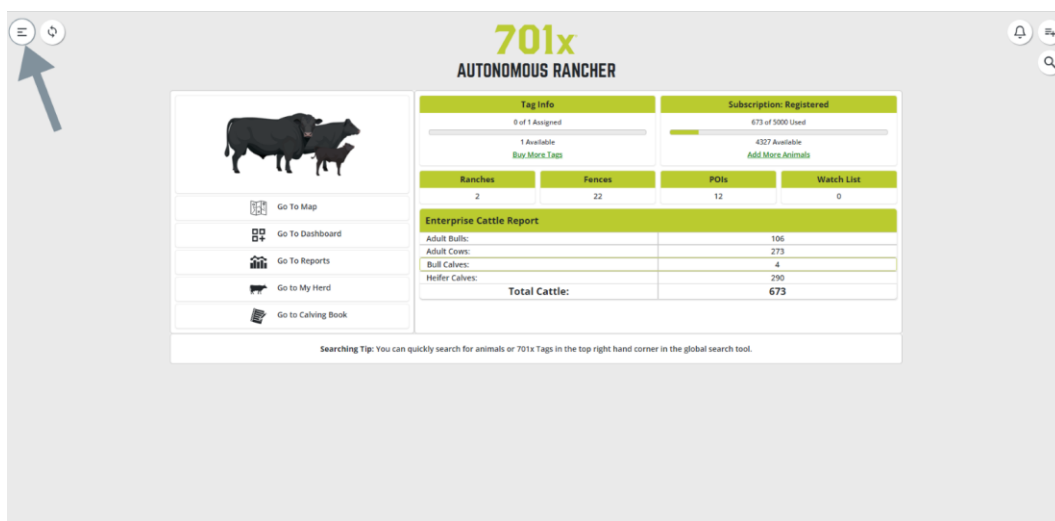 701x
AUTONOMOUS RANCHER
Go To Map
Go To Dashboard
Go To Reports
Go to My Herd
Go to Calving Book
Tag Info
0 of 1 Assigned
1 Available
Buy More Tags
Subscription: Registered
673 of 5000 Used
4327 Available
Add More Animals
Ranches Fences POIs Watch List
2 22 12 0
Enterprise Cattle Report
Adult Bulls: 106
Adult Cows: 273
Bull Calves: 4
Heifer Calves: 290
Total Cattle: 673
Searching Tip: You can quickly search for animals or 701x Tags in the top right hand corner in the global search tool.